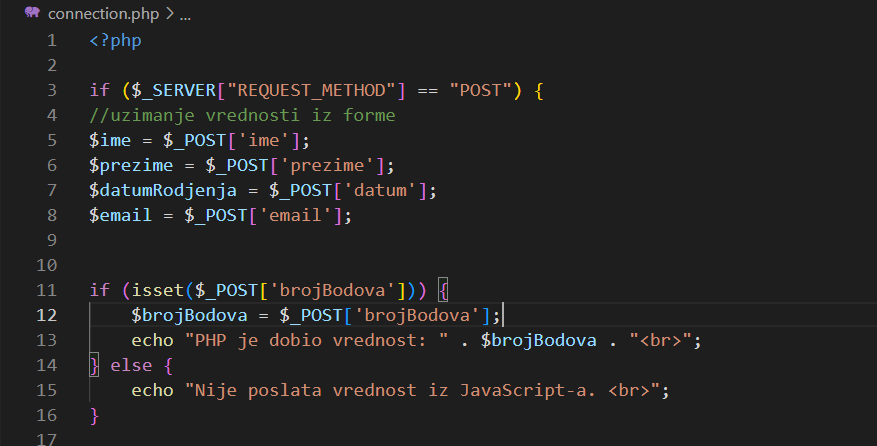 connection.php > ...
1 <?php
2
3 if ($_SERVER["REQUEST_METHOD"] == "POST") {
4 //uzimanje vrednosti iz forme
5 $ime = $_POST['ime'];
6 $prezime = $_POST['prezime'];
7 $datumRodjenja = $_POST['datum'];
8 $email = $_POST['email'];
9
10
11 if (isset($_POST['brojBodova'])) {
12     $brojBodova = $_POST['brojBodova'];
13     echo "PHP je dobio vrednost: " . $brojBodova . "<br>";
14 } else {
15     echo "Nije poslata vrednost iz JavaScript-a. <br>";
16 }
17